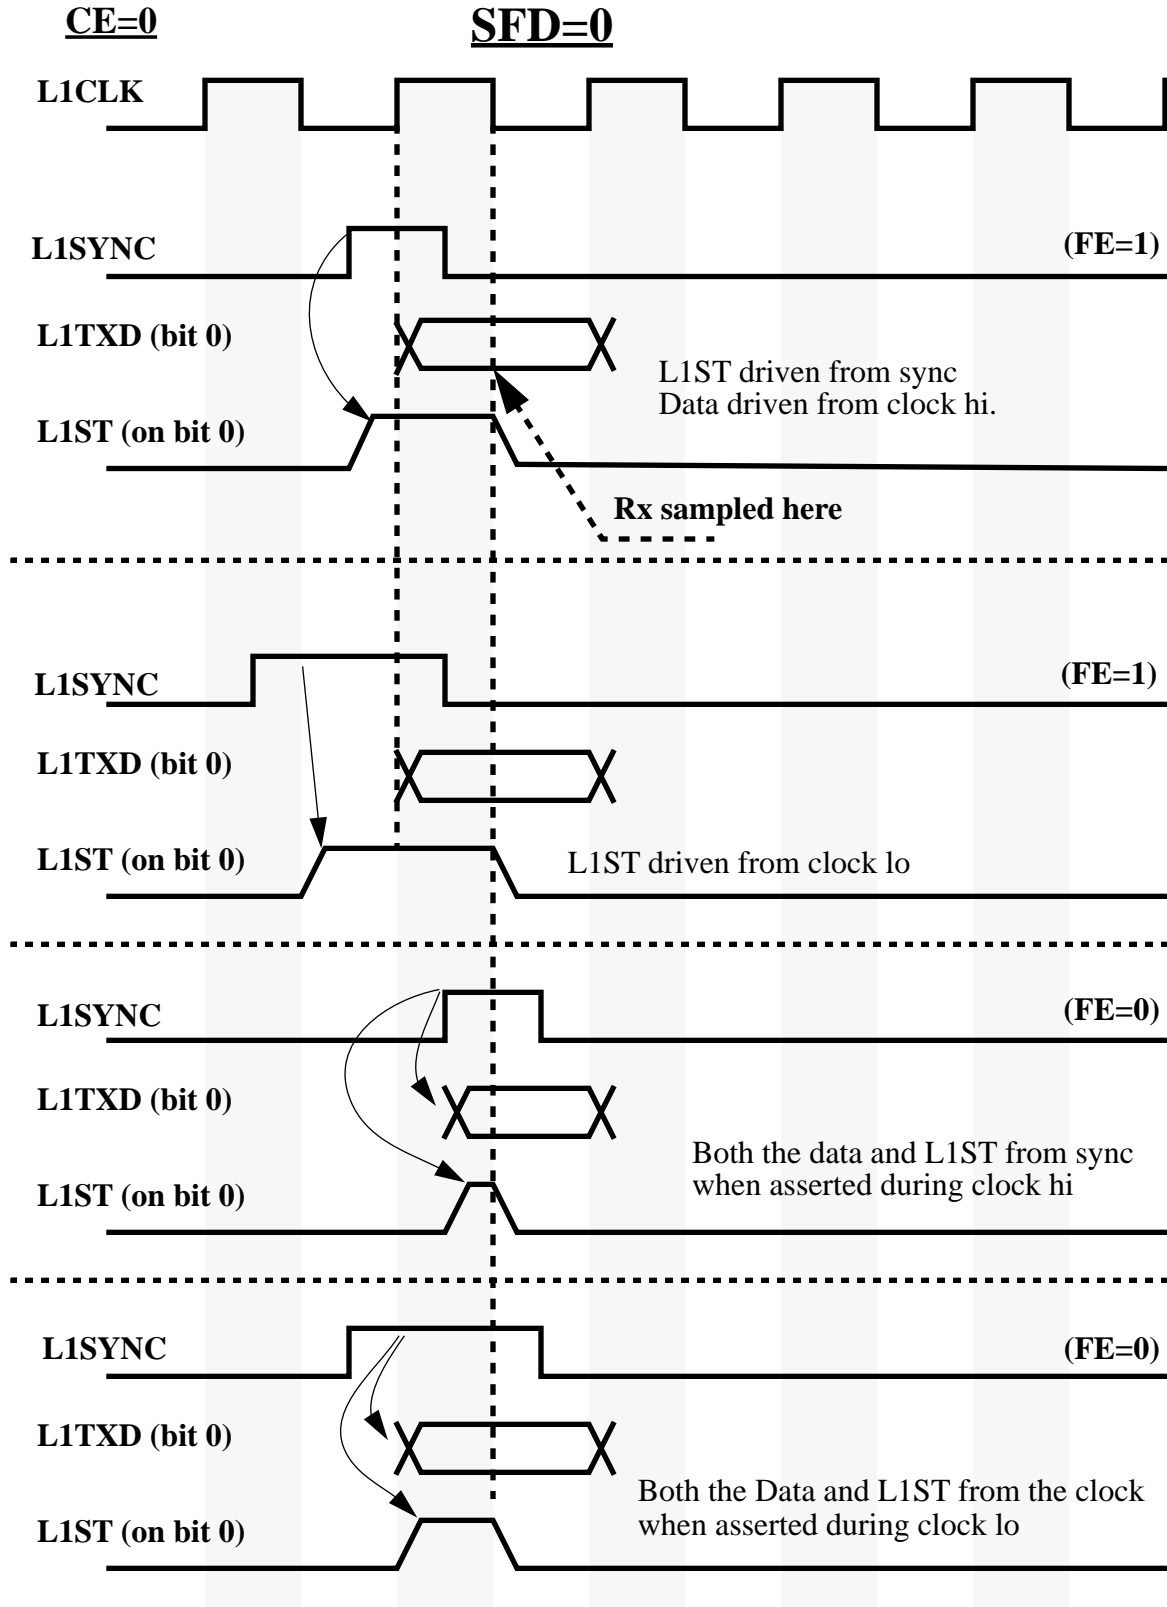 CE=0
SFD=0
L1CLK
L1SYNC
(FE=1)
L1TXD (bit 0)
L1ST driven from sync
Data driven from clock hi.
L1ST (on bit 0)
Rx sampled here
L1SYNC
(FE=1)
L1TXD (bit 0)
L1ST (on bit 0)
L1ST driven from clock lo
L1SYNC
(FE=0)
L1TXD (bit 0)
Both the data and L1ST from sync
when asserted during clock hi
L1ST (on bit 0)
L1SYNC
(FE=0)
L1TXD (bit 0)
Both the Data and L1ST from the clock
when asserted during clock lo
L1ST (on bit 0)